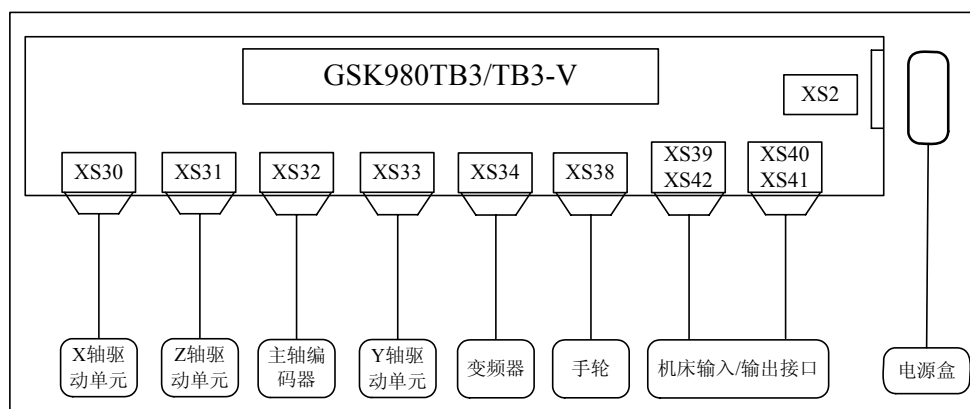 GSK980TB3/TB3-V
XS2
XS30
XS31
XS32
XS33
XS34
XS38
XS39
XS42
XS40
XS41
X轴驱
动单元
Z轴驱
动单元
主轴编
码器
Y轴驱
动单元
变频器
手轮
机床输入/输出接口
电源盒